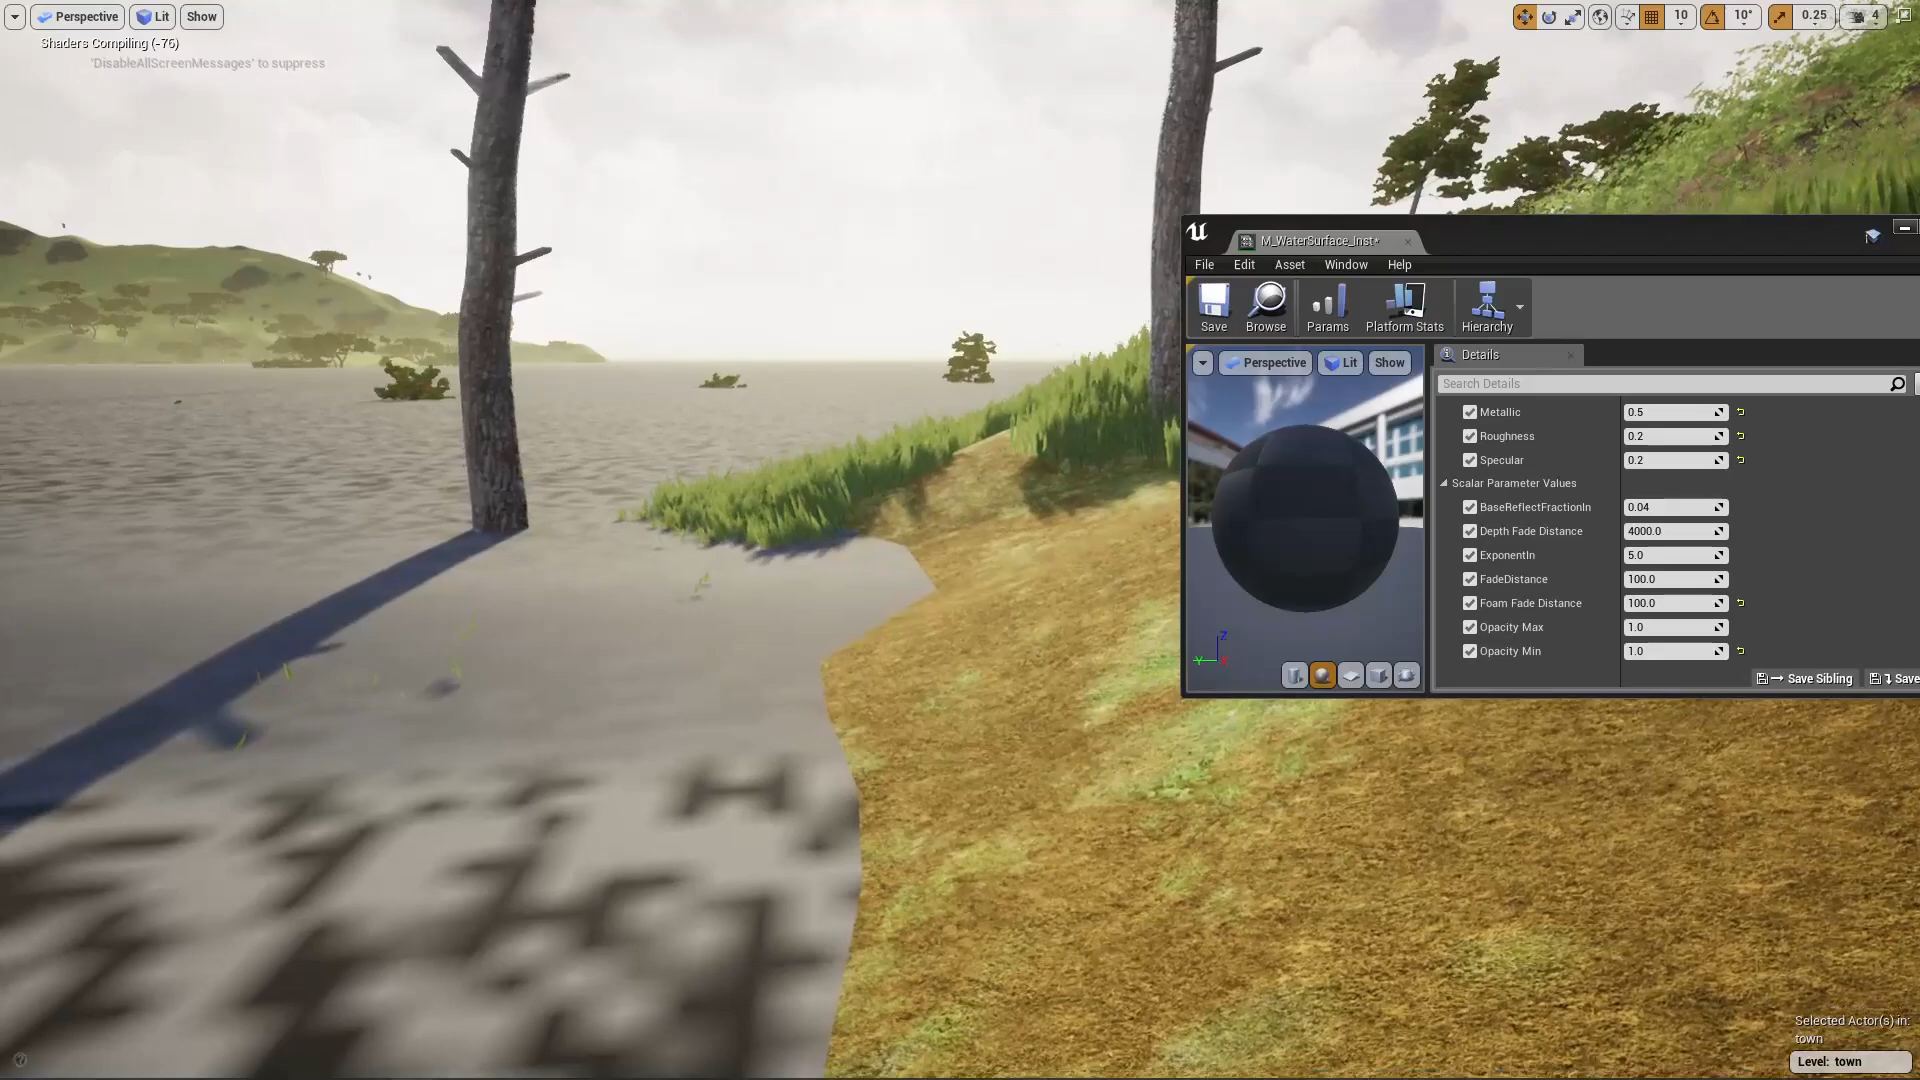 Perspective Lit Show
10 10° 0.25 4
Shaders Compiling (-76)
'DisableAllScreenMessages' to suppress
M_WaterSurface_Inst*
File Edit Asset Window Help
Save Browse Params Platform Stats Hierarchy
Details
Perspective Lit Show
Search Details
Metallic 0.5
Roughness 0.2
Specular 0.2
Scalar Parameter Values
BaseReflectFractionIn 0.04
Depth Fade Distance 4000.0
ExponentIn 5.0
FadeDistance 100.0
Foam Fade Distance 100.0
Opacity Max 1.0
Opacity Min 1.0
Z
Y X
Save Sibling Save
Selected Actor(s) in:
town
Level: town